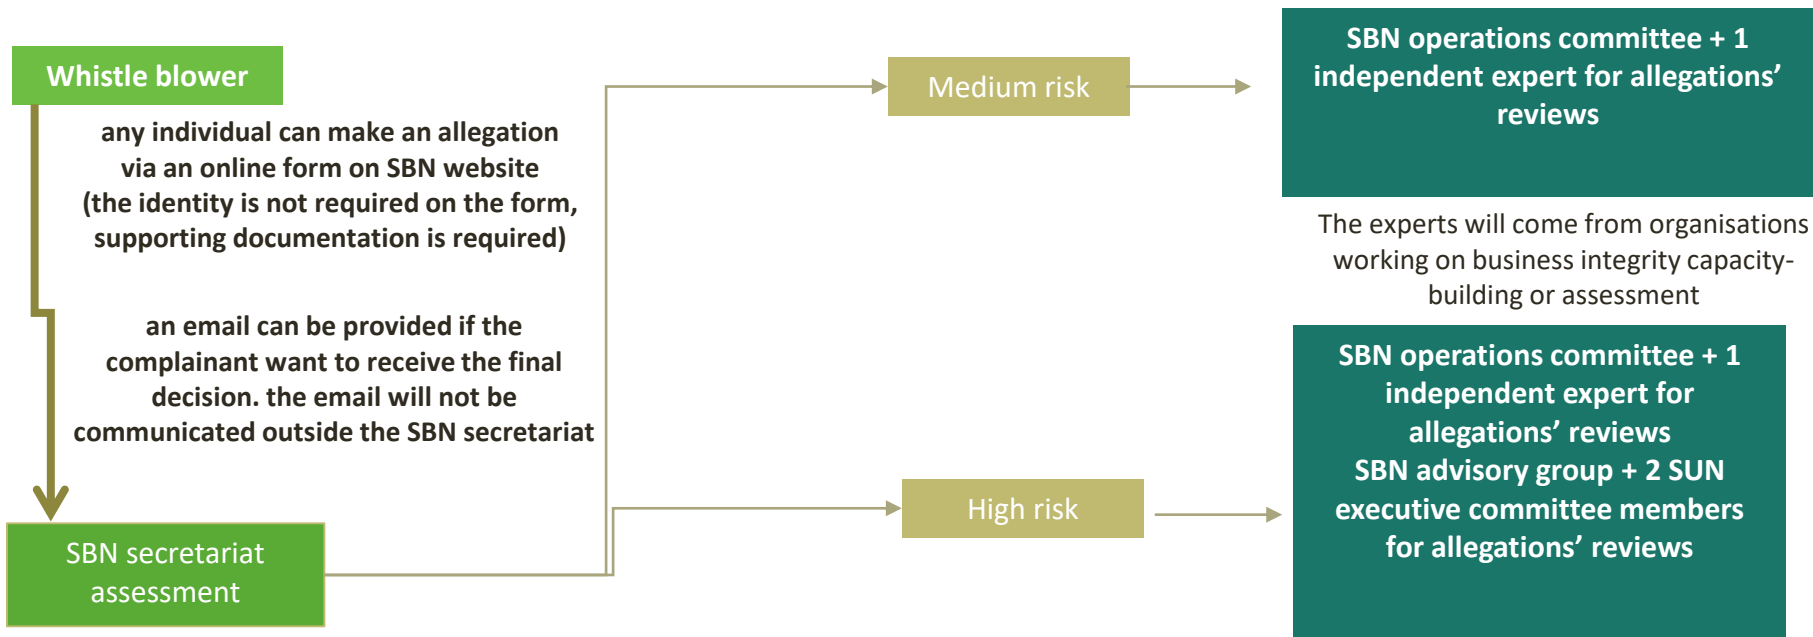 Whistle blower
any individual can make an allegation
via an online form on SBN website
(the identity is not required on the form,
supporting documentation is required)
an email can be provided if the
complainant want to receive the final
decision. the email will not be
communicated outside the SBN secretariat
SBN secretariat
assessment
Medium risk
High risk
SBN operations committee + 1
independent expert for allegations’
reviews
The experts will come from organisations
working on business integrity capacity-
building or assessment
SBN operations committee + 1
independent expert for
allegations’ reviews
SBN advisory group + 2 SUN
executive committee members
for allegations’ reviews